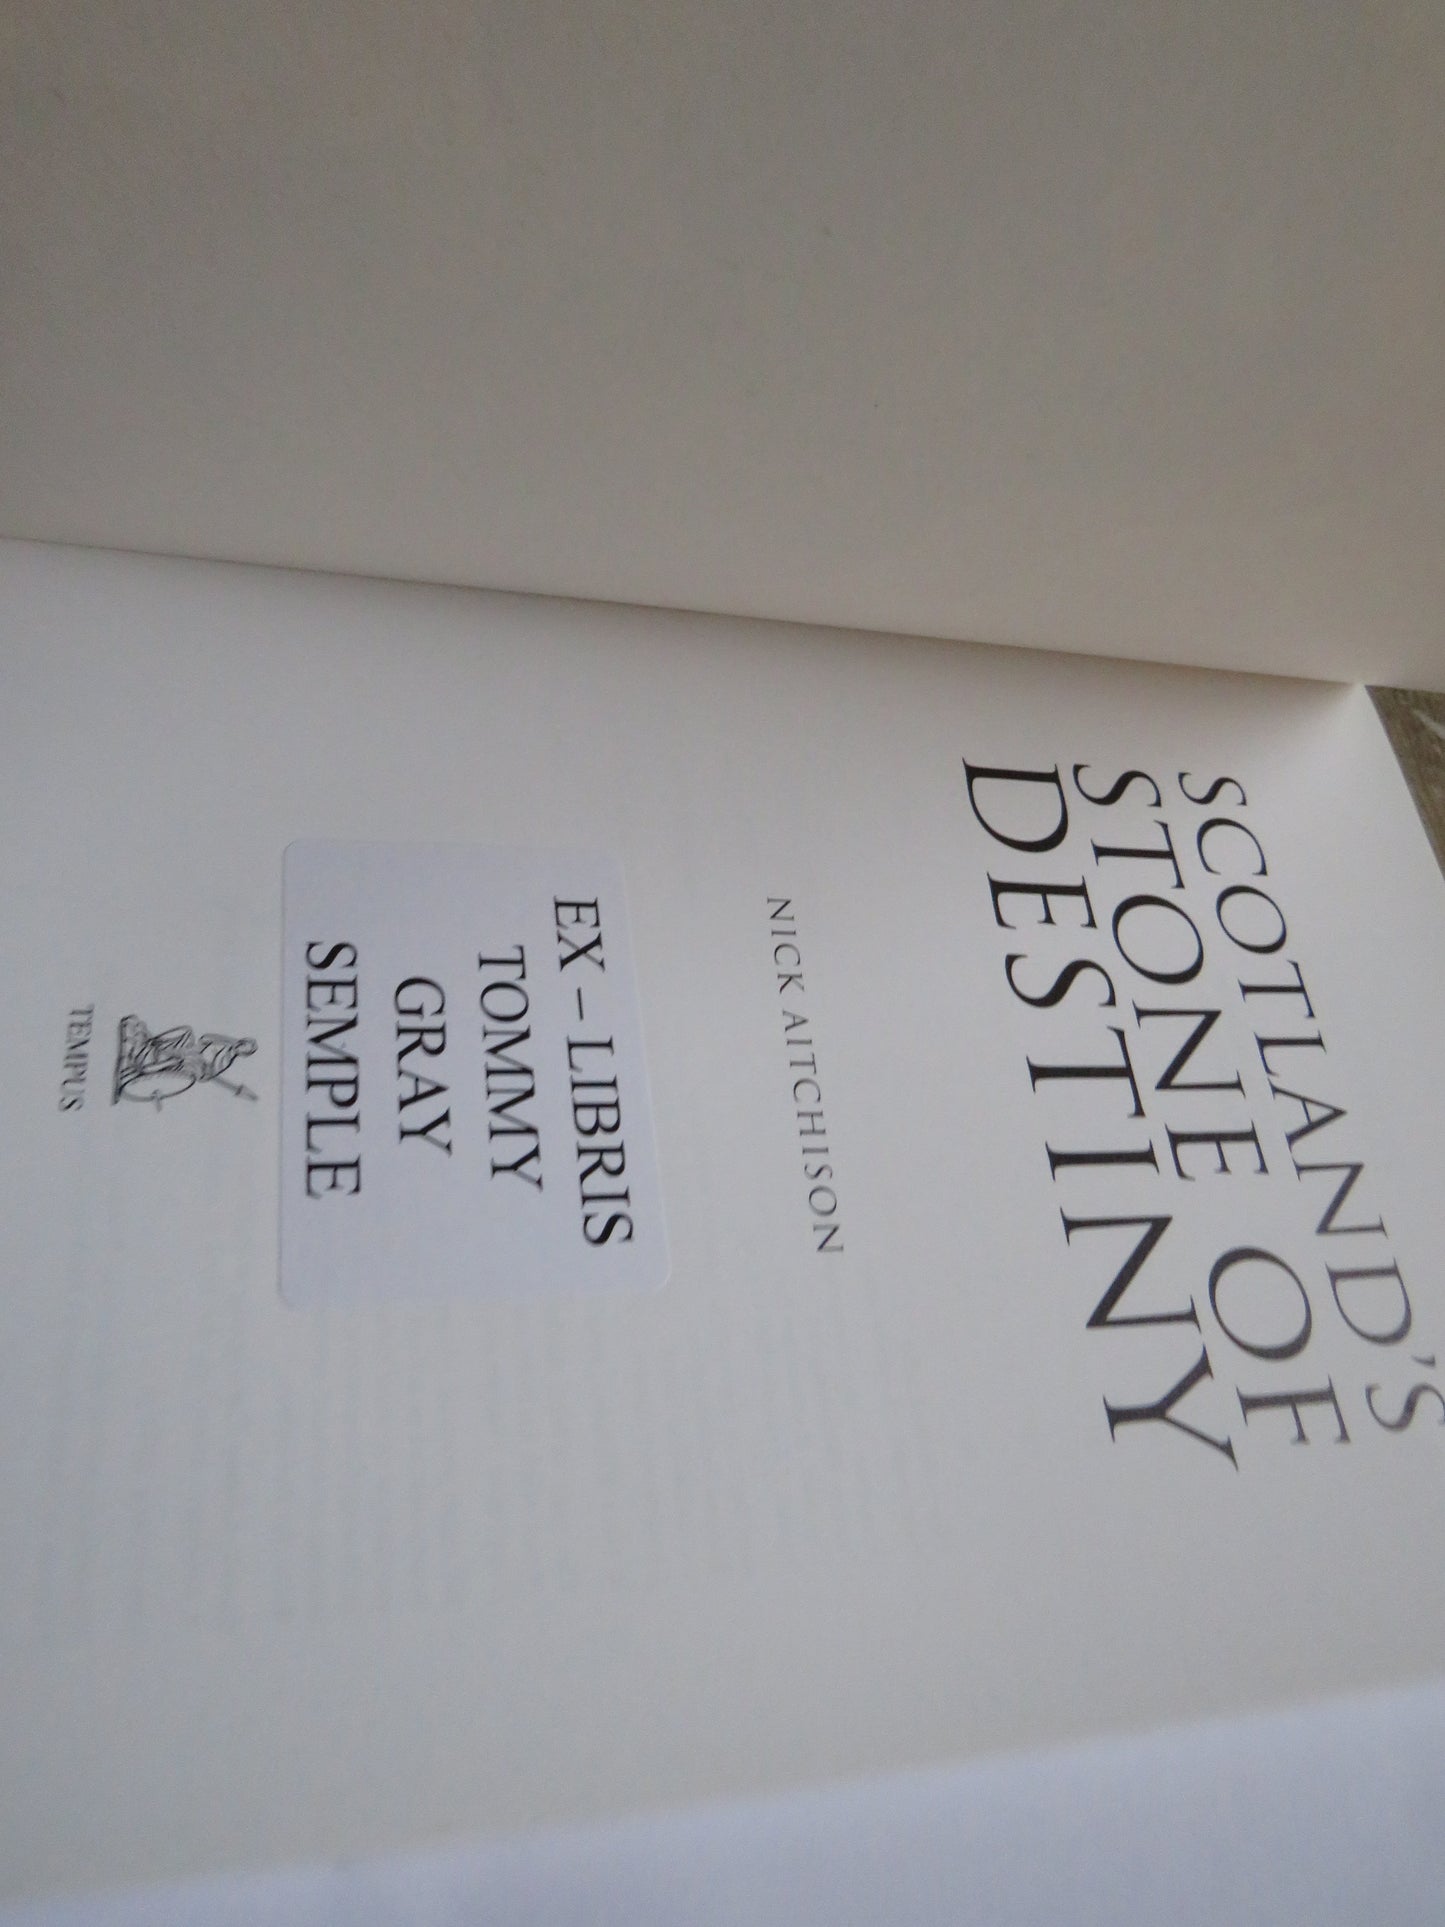 SCOTLAND'S
STONE OF
DESTINY
NICK AITCHISON
EX – LIBRIS
TOMMY
GRAY
SEMPLE
TEMPUS